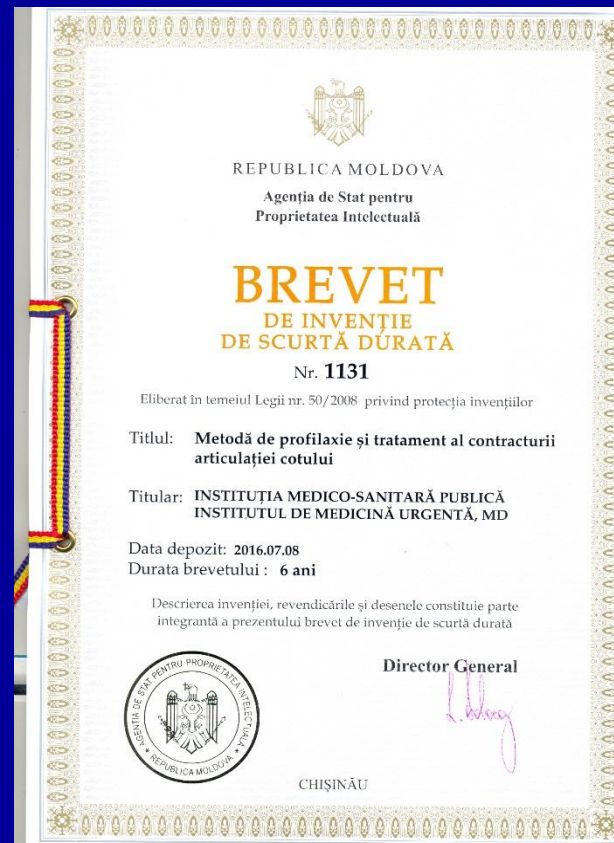 REPUBLICA MOLDOVA
Agenția de Stat pentru
Proprietatea Intelectuală
BREVET
DE INVENȚIE
DE SCURTĂ DURATĂ
Nr. 1131
Eliberat în temeiul Legii nr. 50/2008 privind protecția invențiilor
Titlul: Metodă de profilaxie și tratament al contracturii
articulației cotului
Titular: INSTITUȚIA MEDICO-SANITARĂ PUBLICĂ
INSTITUTUL DE MEDICINĂ URGENTĂ, MD
Data depozit: 2016.07.08
Durata brevetului : 6 ani
Descrierea invenției, revendicările și desenele constituie parte
integrantă a prezentului brevet de invenție de scurtă durată
Director General
AGENȚIA DE STAT PENTRU PROPRIETATEA INTELECTUALĂ
REPUBLICA MOLDOVA
CHIȘINĂU